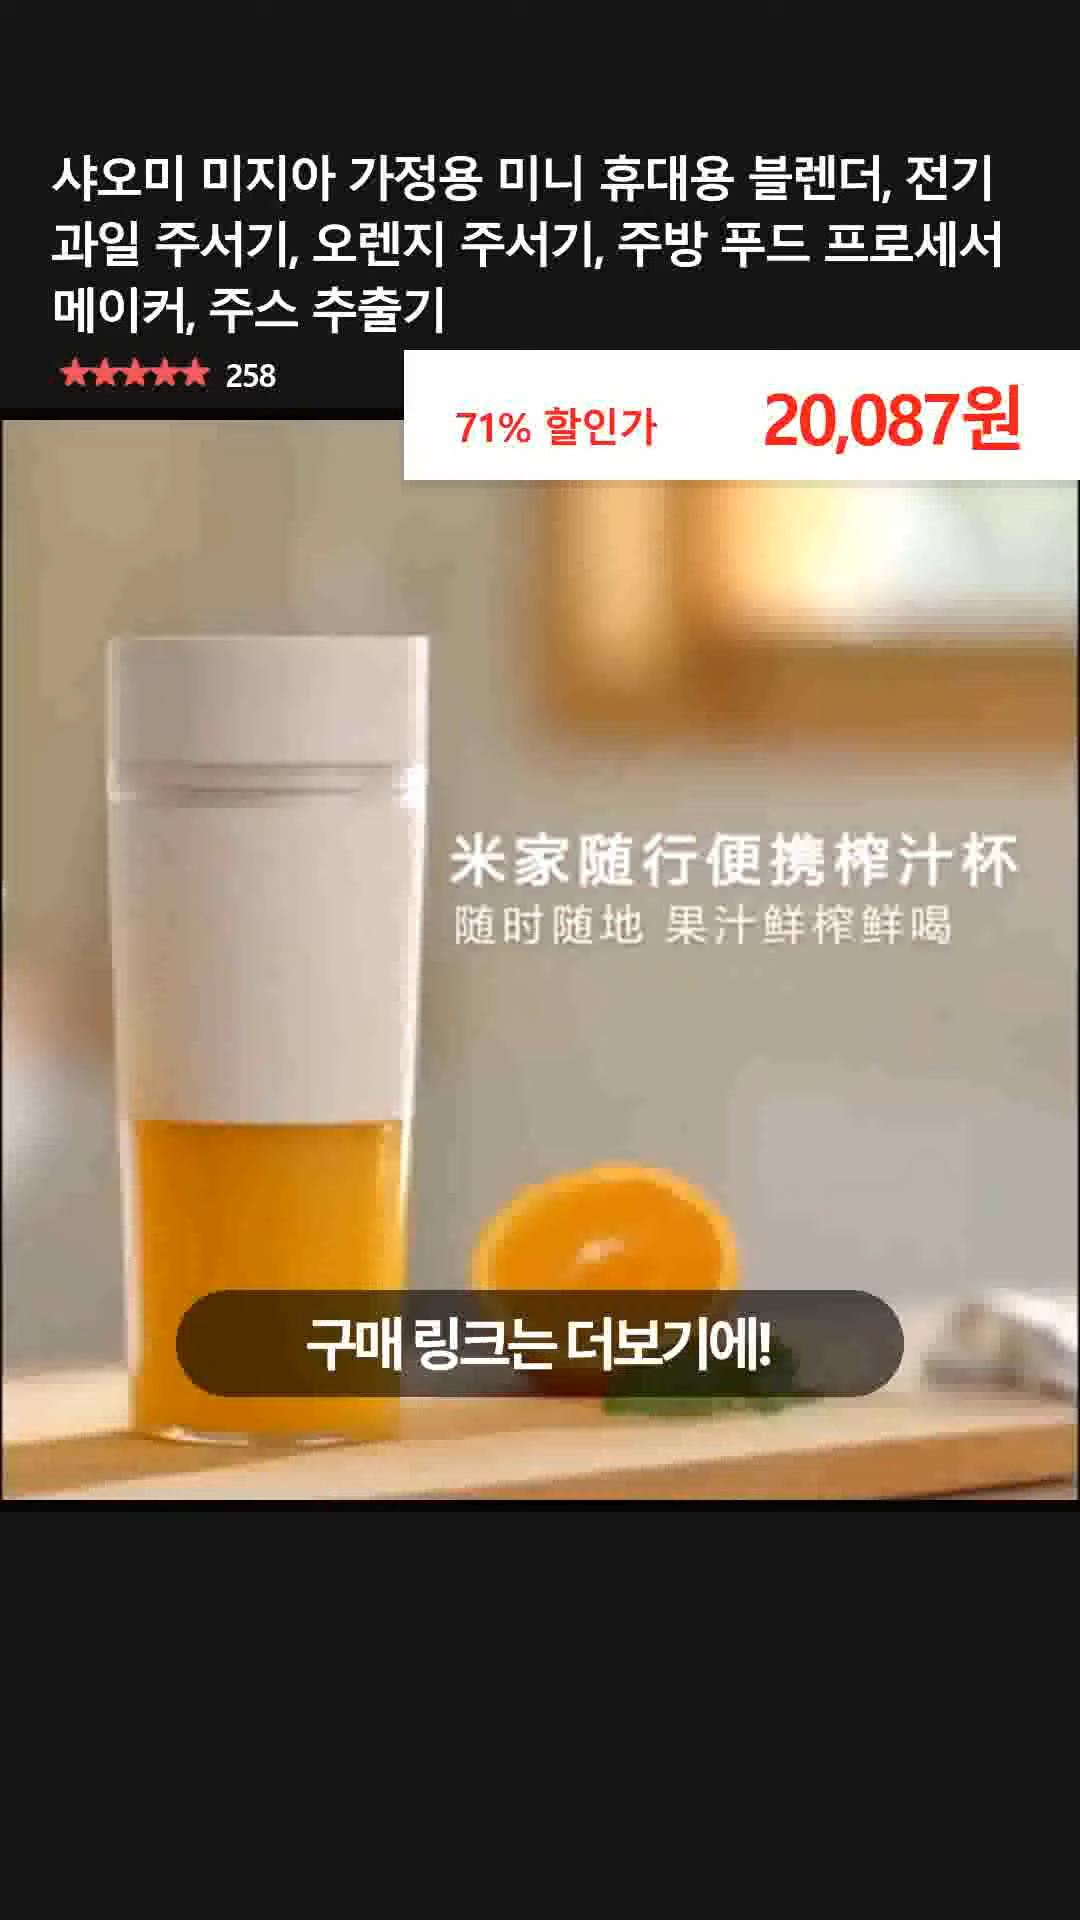 샤오미 미지아 가정용 미니 휴대용 블렌더, 전기
과일 주서기, 오렌지 주서기, 주방 푸드 프로세서
메이커, 주스 추출기
258
71% 할인가 20,087원
米家随行便携榨汁杯
随时随地 果汁鲜榨鲜喝
구매 링크는 더보기에!